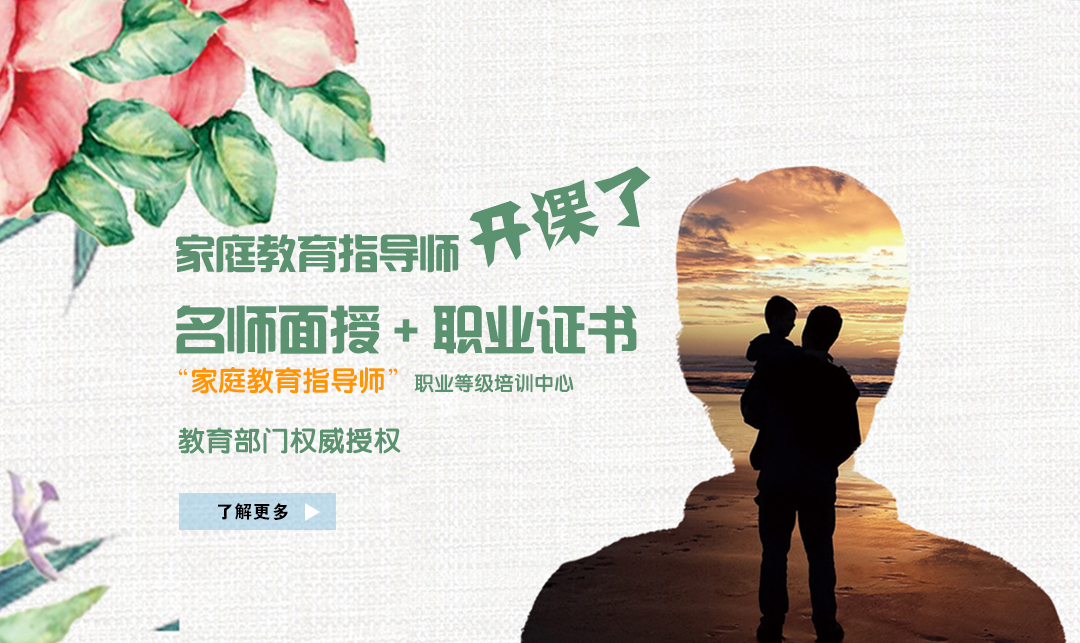 家庭教育指导师 开课了
名师面授 + 职业证书
“家庭教育指导师” 职业等级培训中心
教育部门权威授权
了解更多